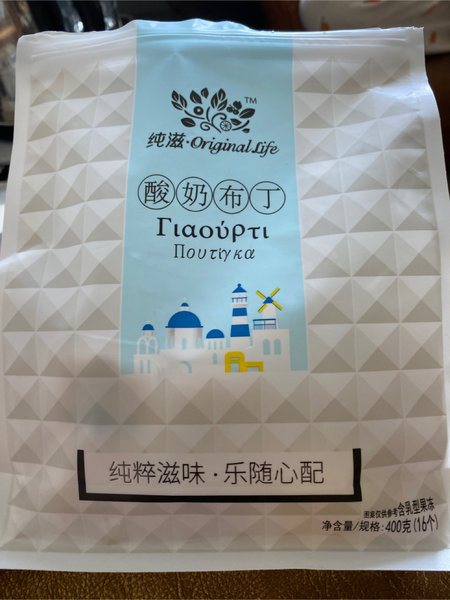 TM
纯滋·Original Life
酸奶布丁
Γιαούρτι
Πουτίγκα
纯粹滋味·乐随心配
图案仅供参考 含乳型果冻
净含量/规格: 400克(16个)